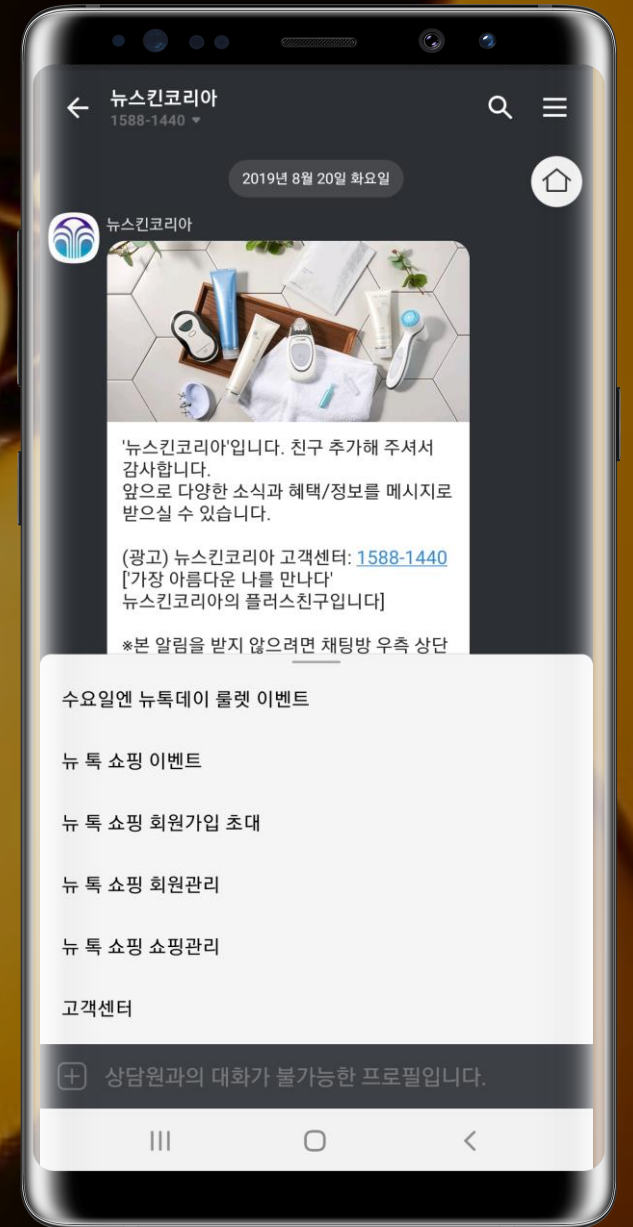 뉴스킨코리아
1588-1440
2019년 8월 20일 화요일
뉴스킨코리아
'뉴스킨코리아'입니다. 친구 추가해 주셔서
감사합니다.
앞으로 다양한 소식과 혜택/정보를 메시지로
받으실 수 있습니다.
(광고) 뉴스킨코리아 고객센터: 1588-1440
['가장 아름다운 나를 만나다'
뉴스킨코리아의 플러스친구입니다]
※본 알림을 받지 않으려면 채팅방 우측 상단
수요일엔 뉴톡데이 룰렛 이벤트
뉴 톡 쇼핑 이벤트
뉴 톡 쇼핑 회원가입 초대
뉴 톡 쇼핑 회원관리
뉴 톡 쇼핑 쇼핑관리
고객센터
상담원과의 대화가 불가능한 프로필입니다.